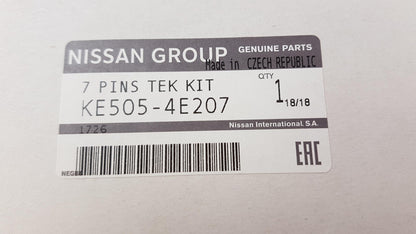 NISSAN GROUP GENUINE PARTS
Made in CZECH REPUBLIC
7 PINS TEK KIT
QTY
1
18/18
KE505-4E207
1726
Nissan International. S.A.
EAC